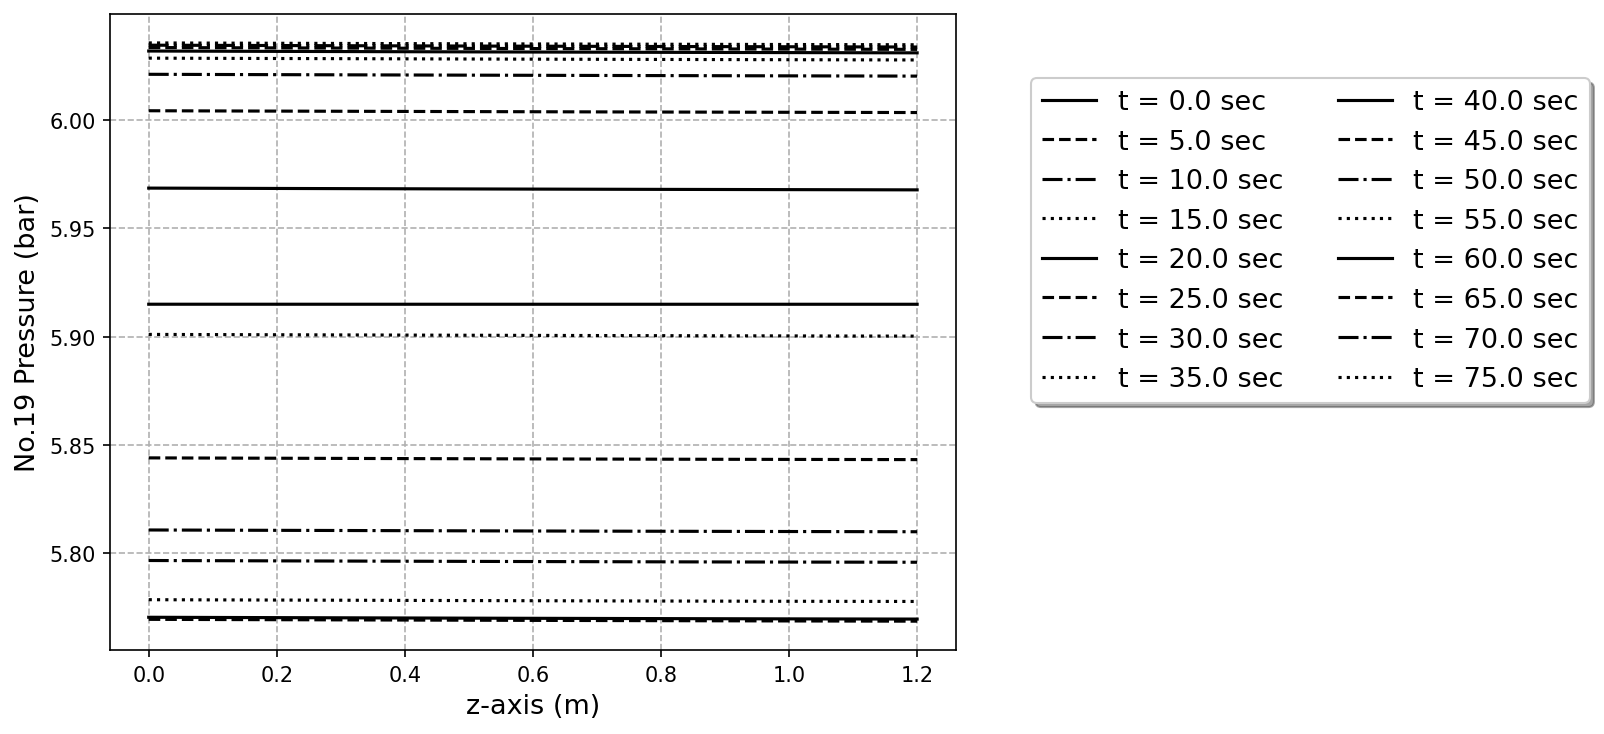 No.19 Pressure (bar)
6.00
5.95
5.90
5.85
5.80
0.0 0.2 0.4 0.6 0.8 1.0 1.2
z-axis (m)
t = 0.0 sec
t = 5.0 sec
t = 10.0 sec
t = 15.0 sec
t = 20.0 sec
t = 25.0 sec
t = 30.0 sec
t = 35.0 sec
t = 40.0 sec
t = 45.0 sec
t = 50.0 sec
t = 55.0 sec
t = 60.0 sec
t = 65.0 sec
t = 70.0 sec
t = 75.0 sec